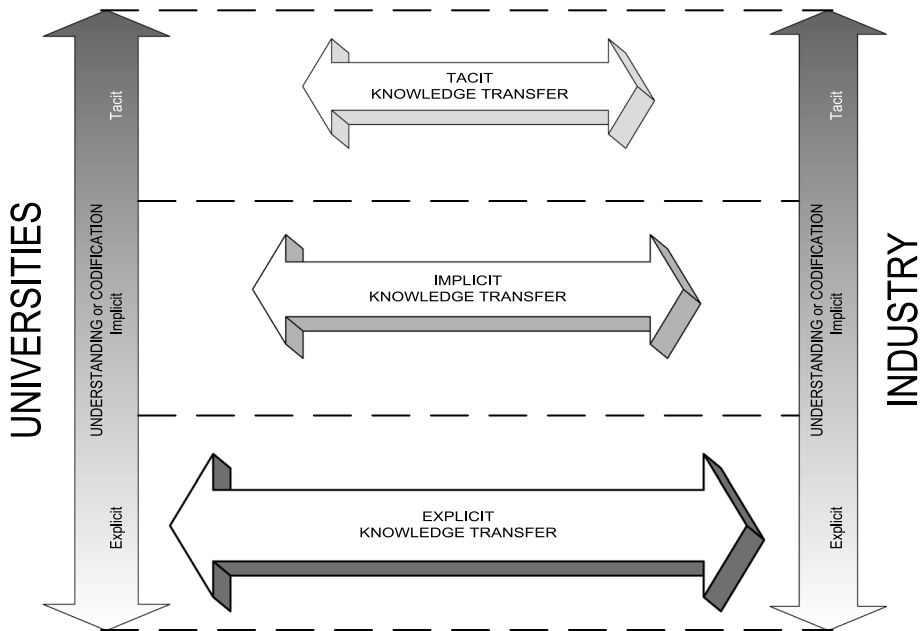 UNIVERSITIES
UNDERSTANDING or CODIFICATION
Tacit
Implicit
Explicit
TACIT
KNOWLEDGE TRANSFER
IMPLICIT
KNOWLEDGE TRANSFER
EXPLICIT
KNOWLEDGE TRANSFER
UNDERSTANDING or CODIFICATION
Tacit
Implicit
Explicit
INDUSTRY